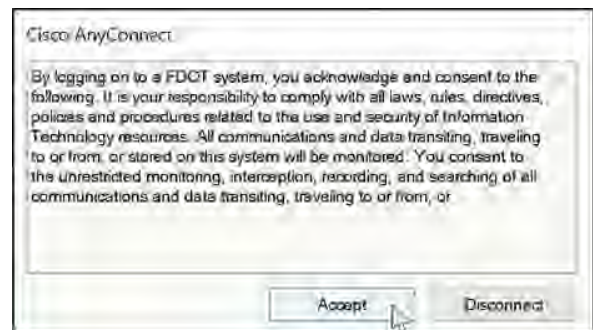 Cisco AnyConnect
By logging on to a FDOT system, you acknowledge and consent to the
following. It is your responsibility to comply with all laws, rules, directives,
policies and procedures related to the use and security of Information
Technology resources. All communications and data transiting, traveling
to or from, or stored on this system will be monitored. You consent to
the unrestricted monitoring, interception, recording, and searching of all
communications and data transiting, traveling to or from, or
Accept
Disconnect